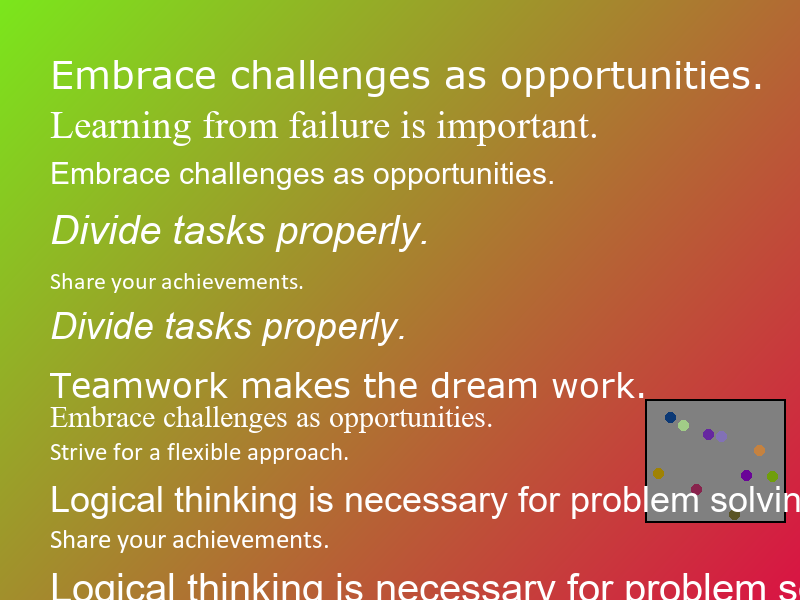 Embrace challenges as opportunities.
Learning from failure is important.
Embrace challenges as opportunities.
Divide tasks properly.
Share your achievements.
Divide tasks properly.
Teamwork makes the dream work.
Embrace challenges as opportunities.
Strive for a flexible approach.
Logical thinking is necessary for problem solvin
Share your achievements.
Logical thinking is necessary for problem s